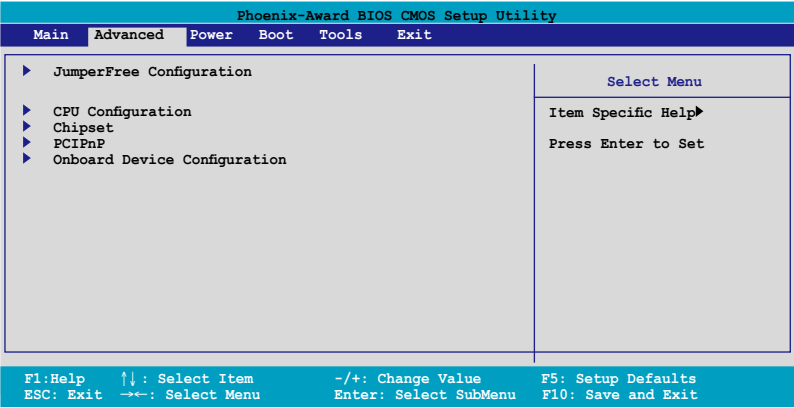 Phoenix-Award BIOS CMOS Setup Utility
Main Advanced Power Boot Tools Exit
JumperFree Configuration
CPU Configuration
Chipset
PCIPnP
Onboard Device Configuration
Select Menu
Item Specific Help
Press Enter to Set
F1:Help ↑↓: Select Item -/+: Change Value F5: Setup Defaults
ESC: Exit →←: Select Menu Enter: Select SubMenu F10: Save and Exit